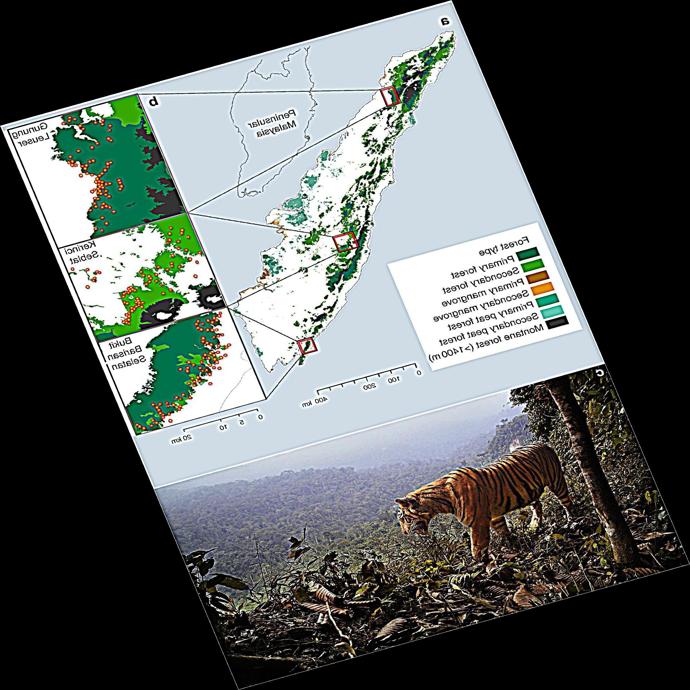 a
Peninsular
Malaysia
Forest type
Primary forest
Secondary forest
Primary mangrove
Secondary mangrove
Primary peat forest
Secondary peat forest
Montane forest (>1400 m)
400 km
200
100
0
b
Gunung
Leuser
Kerinci
Seblat
Bukit
Barisan
Selatan
20 km
10
5
0
c